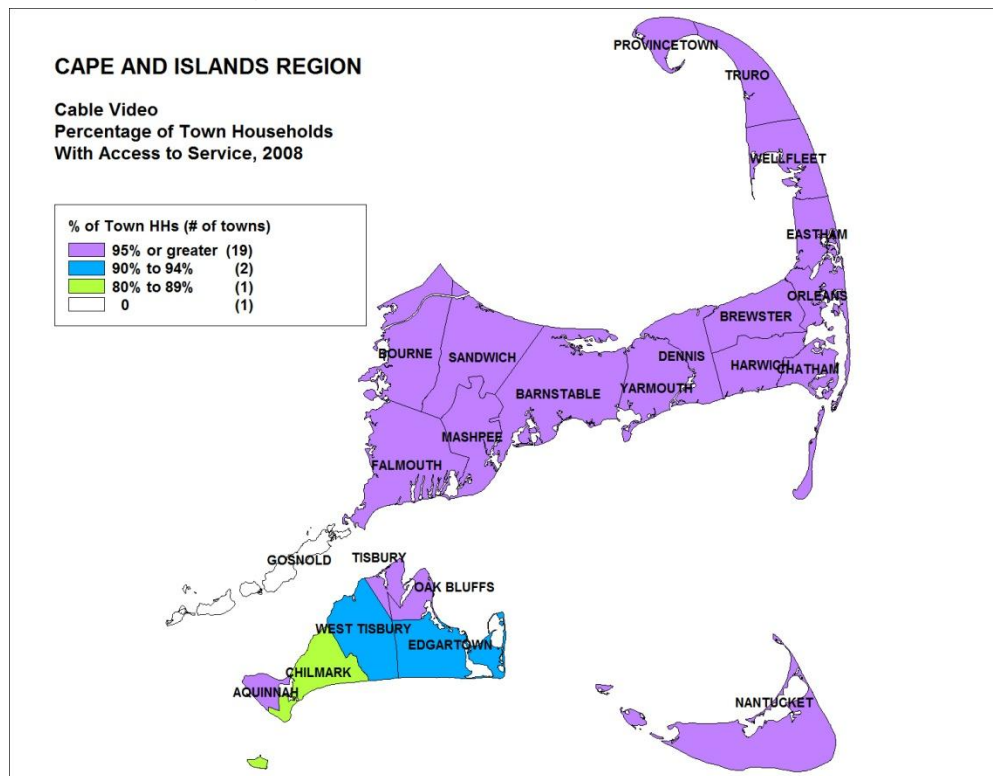 CAPE AND ISLANDS REGION
Cable Video
Percentage of Town Households
With Access to Service, 2008
% of Town HHs (# of towns)
95% or greater (19)
90% to 94% (2)
80% to 89% (1)
0 (1)
PROVINCETOWN
TRURO
WELLFLEET
EASTHAM
ORLEANS
BREWSTER
BOURNE
SANDWICH
DENNIS
HARWICH
CHATHAM
YARMOUTH
BARNSTABLE
MASHPEE
FALMOUTH
GOSNOLD
TISBURY
OAK BLUFFS
WEST TISBURY
EDGARTOWN
CHILMARK
AQUINNAH
NANTUCKET